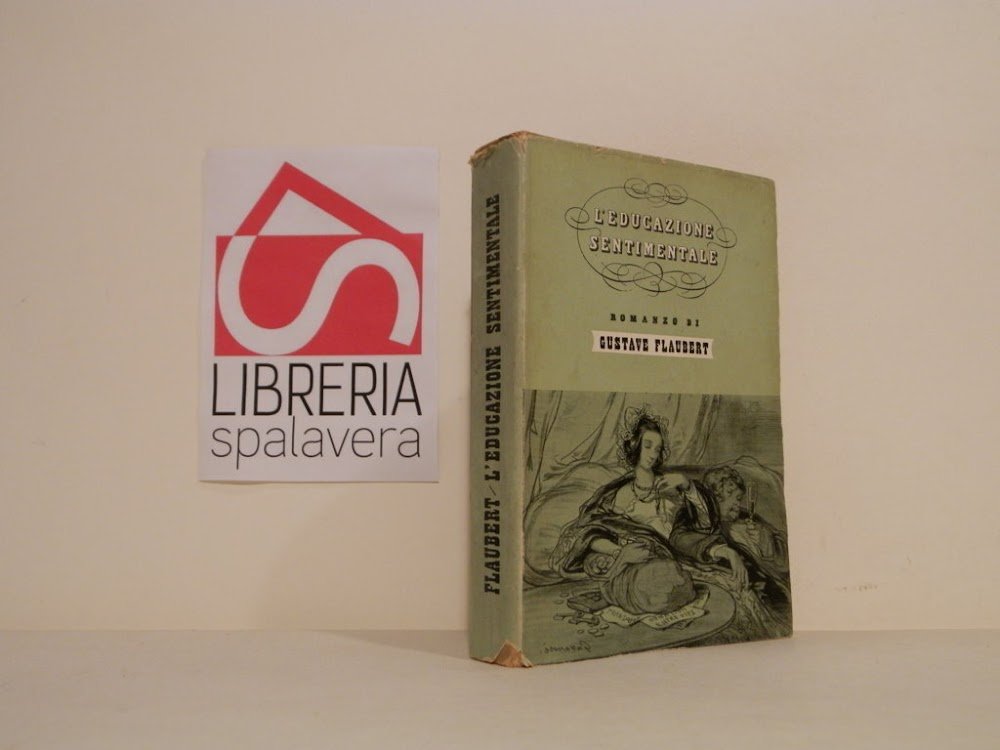 LIBRERIA
spalavera
FLAUBERT / L'EDUCAZIONE SENTIMENTALE
L'EDUCAZIONE
SENTIMENTALE
ROMANZO DI
GUSTAVE FLAUBERT